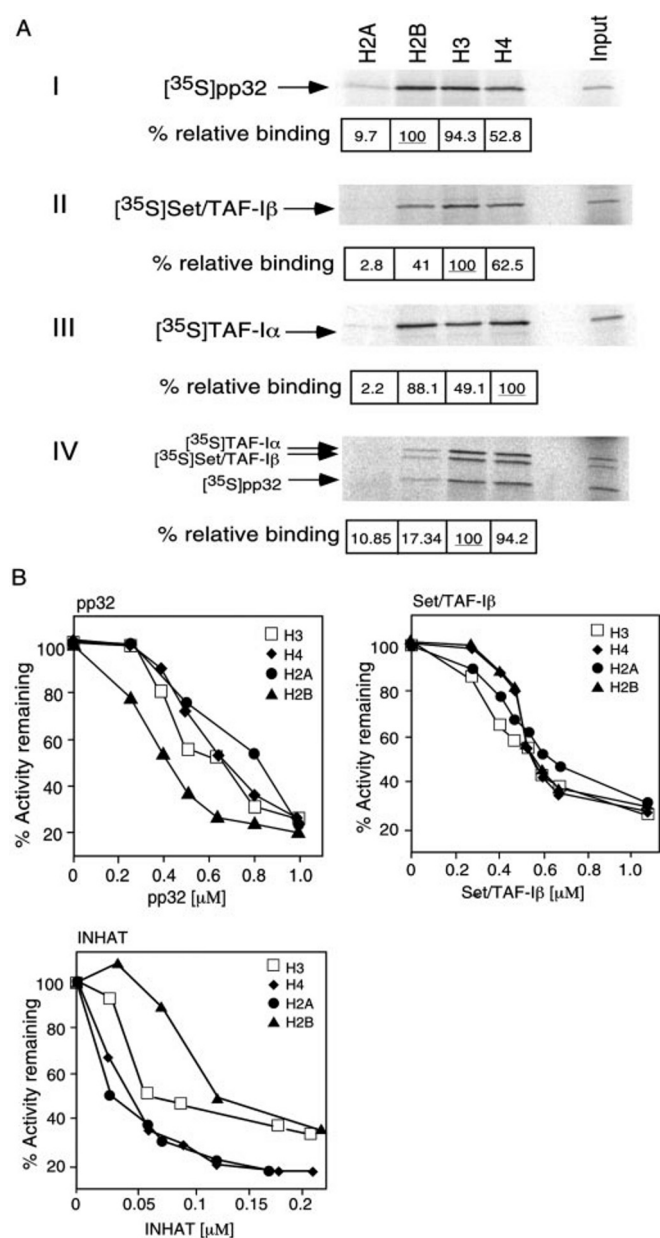 A
H2A H2B H3 H4 Input
I [35S]pp32
% relative binding 9.7 100 94.3 52.8
II [35S]Set/TAF-Iβ
% relative binding 2.8 41 100 62.5
III [35S]TAF-Iα
% relative binding 2.2 88.1 49.1 100
IV [35S]TAF-Iα
[35S]Set/TAF-Iβ
[35S]pp32
% relative binding 10.85 17.34 100 94.2
B
pp32
% Activity remaining
100
80
60
40
20
H3
H4
H2A
H2B
0 0.2 0.4 0.6 0.8 1.0
pp32 [µM]
Set/TAF-Iβ
% Activity remaining
100
80
60
40
20
H3
H4
H2A
H2B
0 0.2 0.4 0.6 0.8 1.0
Set/TAF-Iβ [µM]
INHAT
% Activity remaining
100
80
60
40
20
H3
H4
H2A
H2B
0 0.05 0.1 0.15 0.2
INHAT [µM]